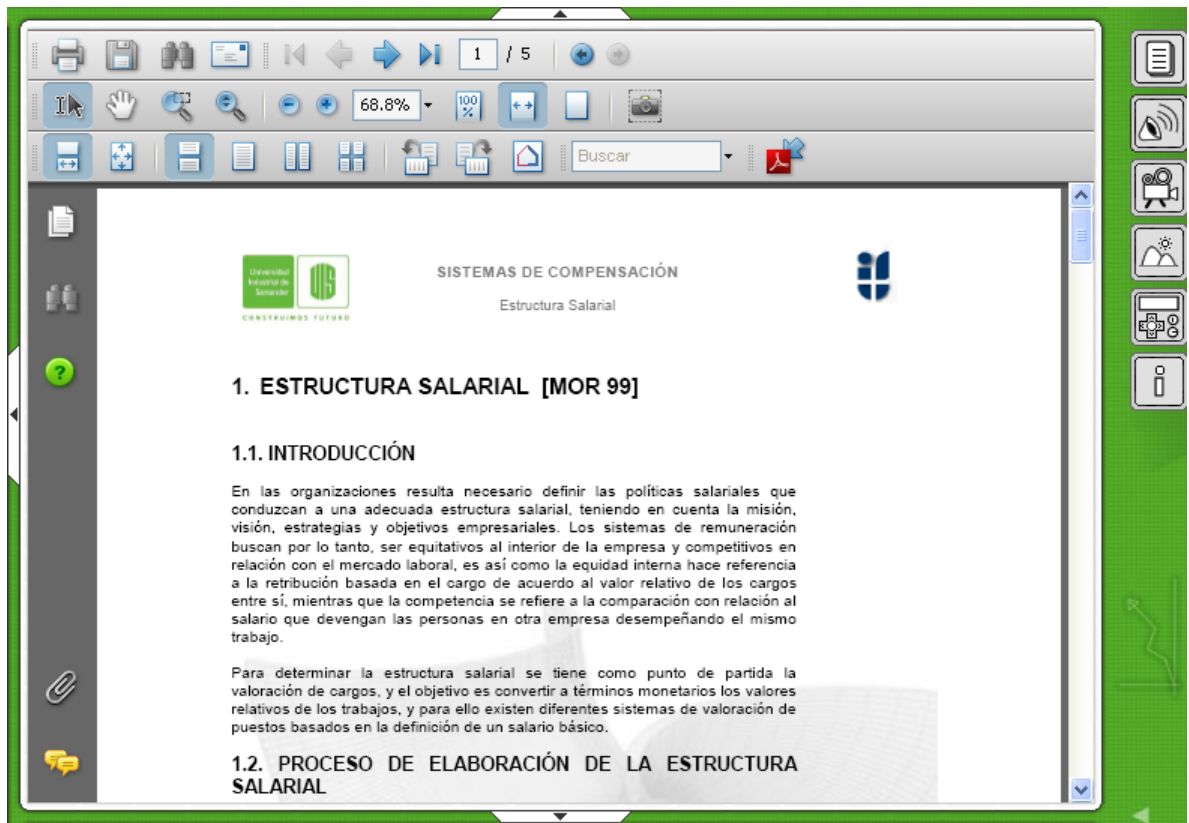 1 / 5
68.8%
100
%
Buscar
Universidad
Industrial de
Santander
UIS
CONSTRUIMOS FUTURO
SISTEMAS DE COMPENSACIÓN
Estructura Salarial
1. ESTRUCTURA SALARIAL [MOR 99]
1.1. INTRODUCCIÓN
En las organizaciones resulta necesario definir las políticas salariales que
conduzcan a una adecuada estructura salarial, teniendo en cuenta la misión,
visión, estrategias y objetivos empresariales. Los sistemas de remuneración
buscan por lo tanto, ser equitativos al interior de la empresa y competitivos en
relación con el mercado laboral, es así como la equidad interna hace referencia
a la retribución basada en el cargo de acuerdo al valor relativo de los cargos
entre sí, mientras que la competencia se refiere a la comparación con relación al
salario que devengan las personas en otra empresa desempeñando el mismo
trabajo.
Para determinar la estructura salarial se tiene como punto de partida la
valoración de cargos, y el objetivo es convertir a términos monetarios los valores
relativos de los trabajos, y para ello existen diferentes sistemas de valoración de
puestos basados en la definición de un salario básico.
1.2. PROCESO DE ELABORACIÓN DE LA ESTRUCTURA
SALARIAL